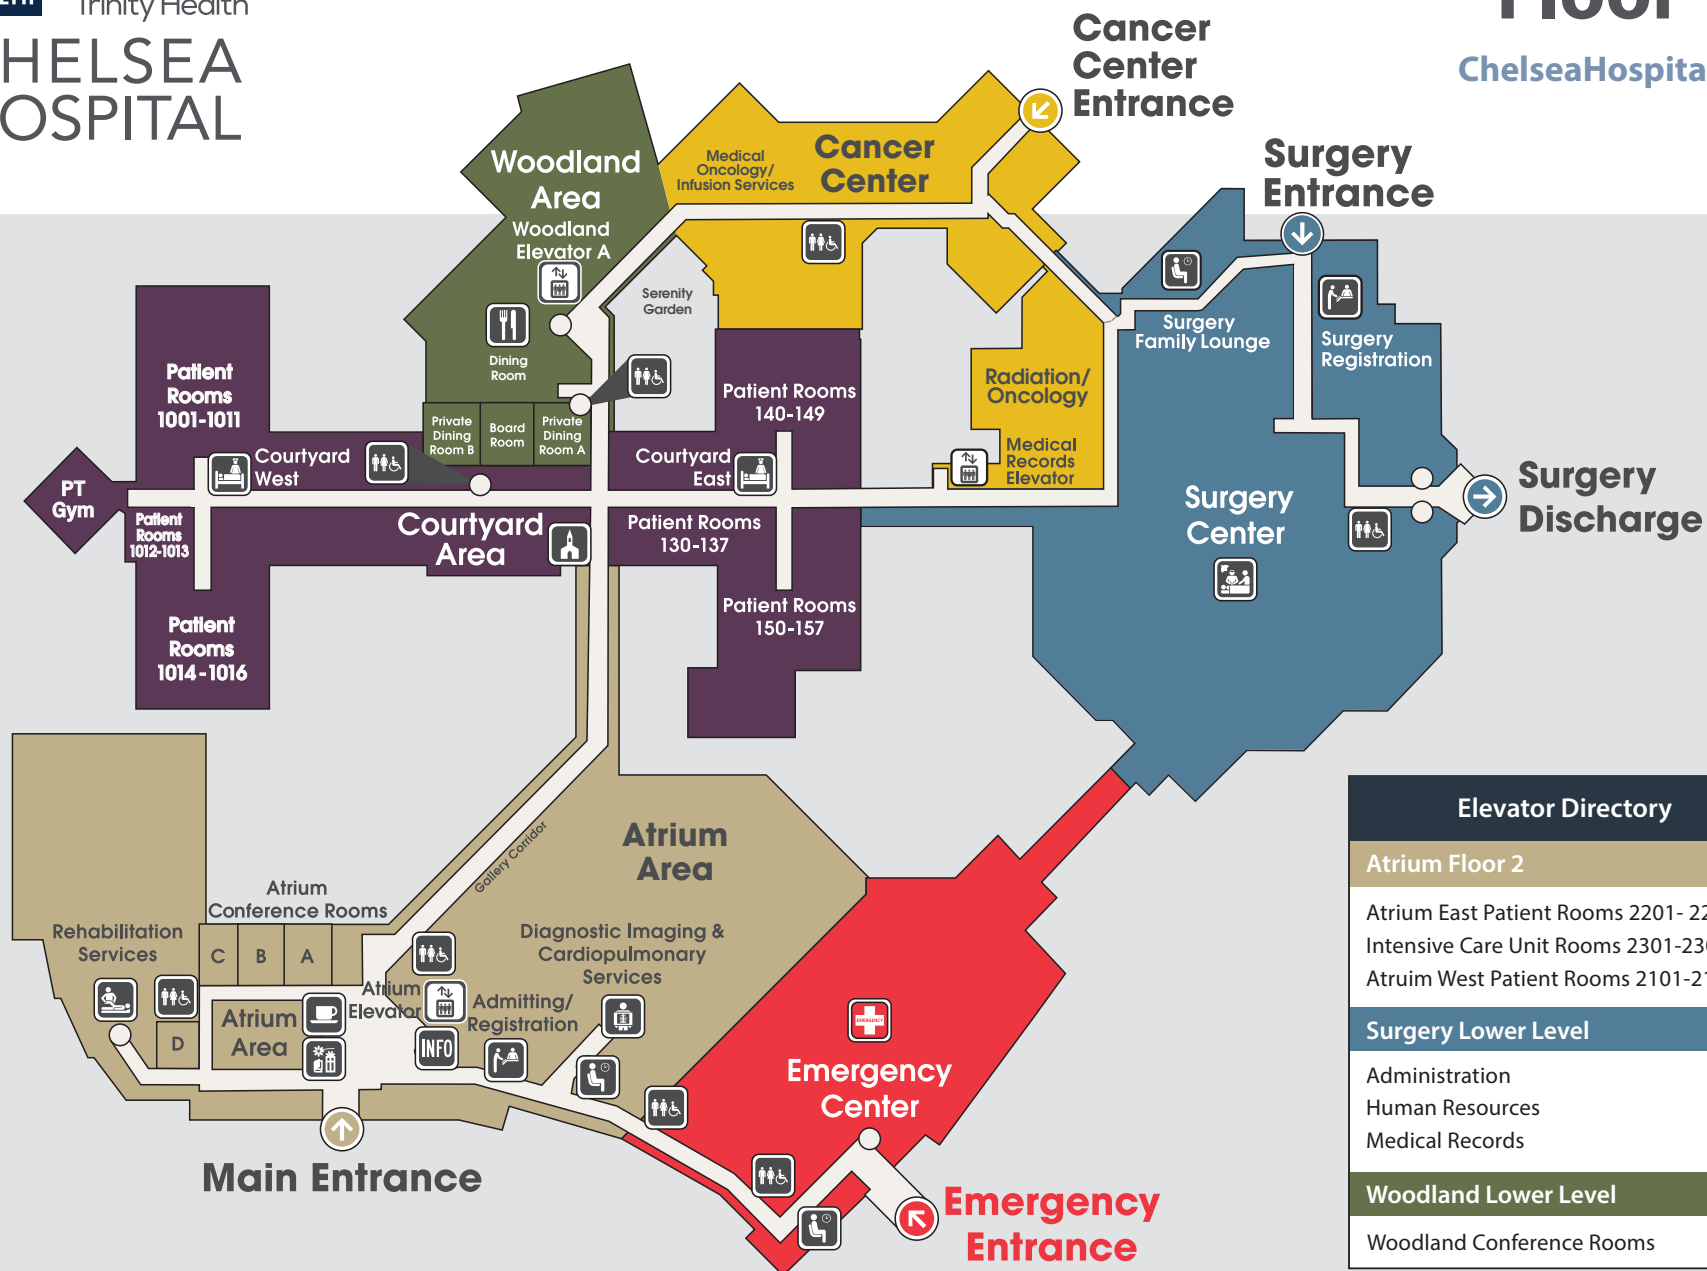 Trinity Health
HELSEA
OSPITAL
Floor
ChelseaHospita
Cancer
Center
Entrance
Surgery
Entrance
Woodland
Area
Woodland
Elevator A
Medical
Oncology/
Infusion Services
Cancer
Center
Serenity
Garden
Dining
Room
Private
Dining
Room B
Board
Room
Private
Dining
Room A
Surgery
Family Lounge
Surgery
Registration
Patient
Rooms
1001-1011
Patient Rooms
140-149
Radiation/
Oncology
Medical
Records
Elevator
Courtyard
West
Courtyard
East
PT
Gym
Patient
Rooms
1012-1013
Courtyard
Area
Patient Rooms
130-137
Surgery
Center
Surgery
Discharge
Patient
Rooms
1014-1016
Patient Rooms
150-157
Gallery Corridor
Atrium
Area
Atrium
Conference Rooms
Rehabilitation
Services
C
B
A
D
Diagnostic Imaging &
Cardiopulmonary
Services
Atrium
Elevator
Admitting/
Registration
Atrium
Area
INFO
EMERGENCY
Emergency
Center
Main Entrance
Emergency
Entrance
Elevator Directory
Atrium Floor 2
Atrium East Patient Rooms 2201- 22
Intensive Care Unit Rooms 2301-230
Atruim West Patient Rooms 2101-21
Surgery Lower Level
Administration
Human Resources
Medical Records
Woodland Lower Level
Woodland Conference Rooms